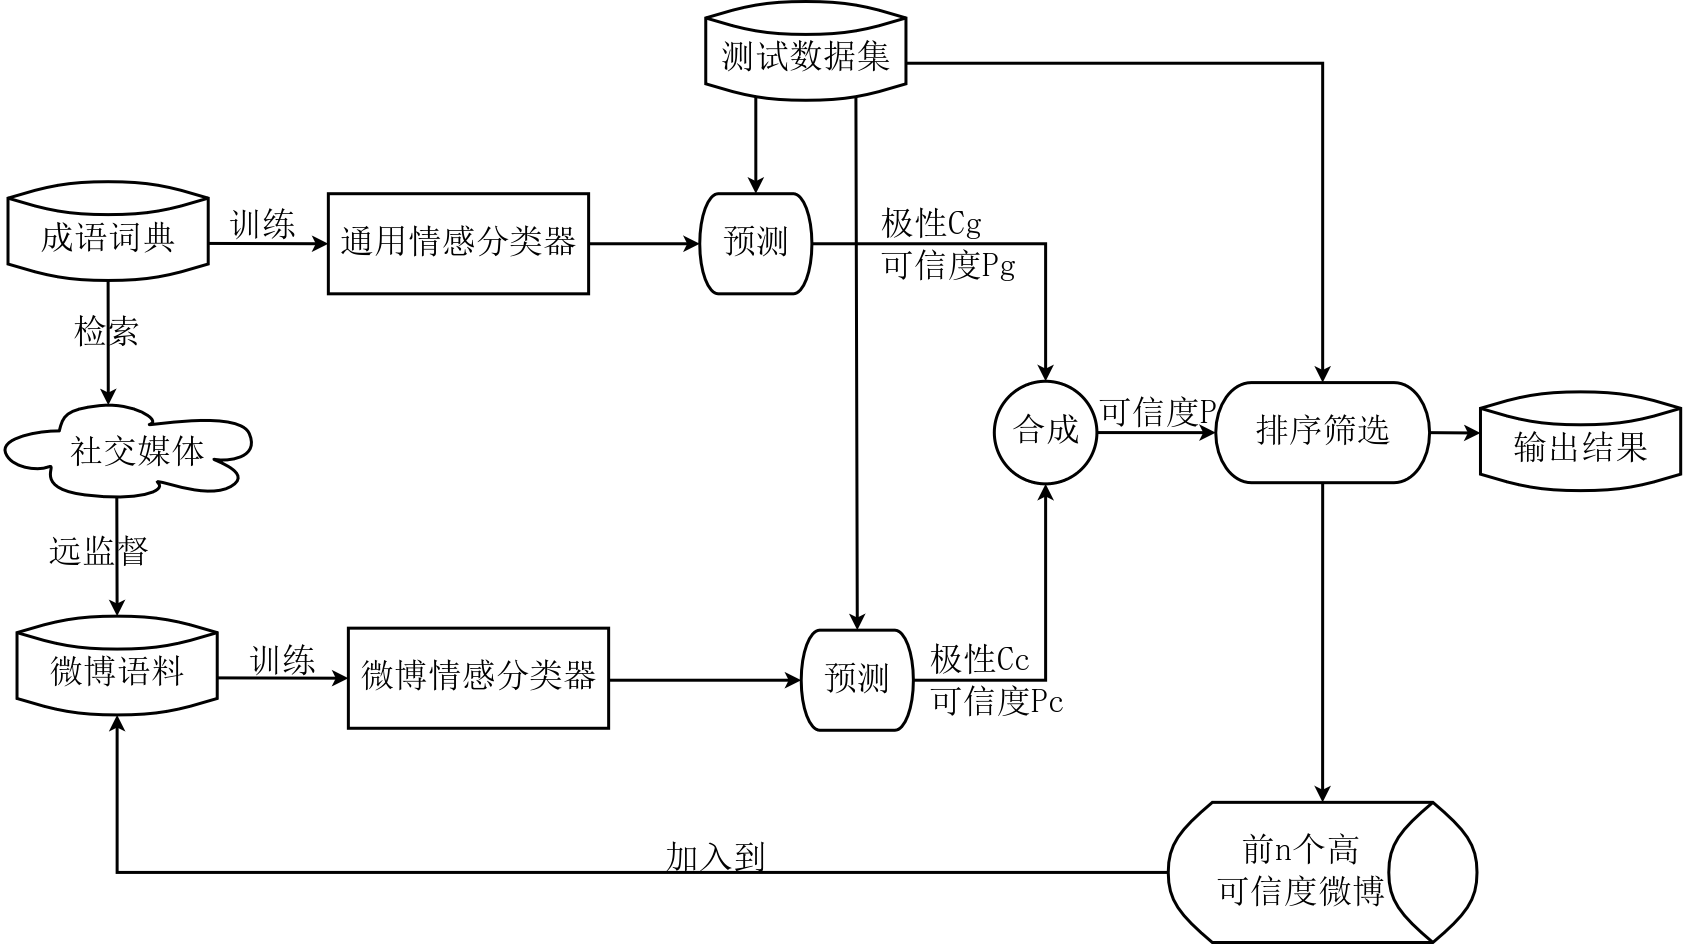 测试数据集
成语词典
训练
通用情感分类器
预测
极性Cg
可信度Pg
检索
社交媒体
合成
可信度P
排序筛选
输出结果
远监督
微博语料
训练
微博情感分类器
预测
极性Cc
可信度Pc
加入到
前n个高
可信度微博